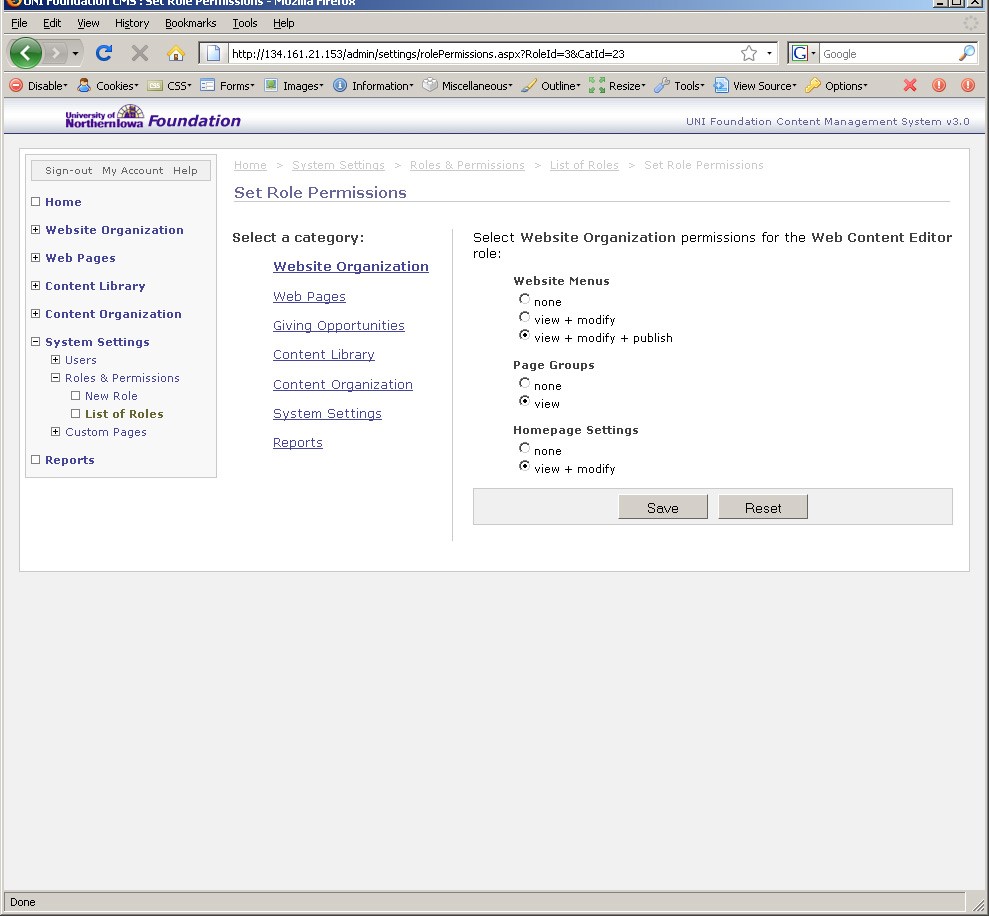 UNI Foundation CMS : Set Role Permissions - Mozilla Firefox
File Edit View History Bookmarks Tools Help
http://134.161.21.153/admin/settings/rolePermissions.aspx?RoleId=3&CatId=23
G Google
Disable Cookies CSS Forms Images Information Miscellaneous Outline Resize Tools View Source Options
University of
NorthernIowa Foundation
UNI Foundation Content Management System v3.0
Sign-out My Account Help
Home
Website Organization
Web Pages
Content Library
Content Organization
System Settings
Users
Roles & Permissions
New Role
List of Roles
Custom Pages
Reports
Home > System Settings > Roles & Permissions > List of Roles > Set Role Permissions
Set Role Permissions
Select a category:
Website Organization
Web Pages
Giving Opportunities
Content Library
Content Organization
System Settings
Reports
Select Website Organization permissions for the Web Content Editor
role:
Website Menus
none
view + modify
view + modify + publish
Page Groups
none
view
Homepage Settings
none
view + modify
Save Reset
Done